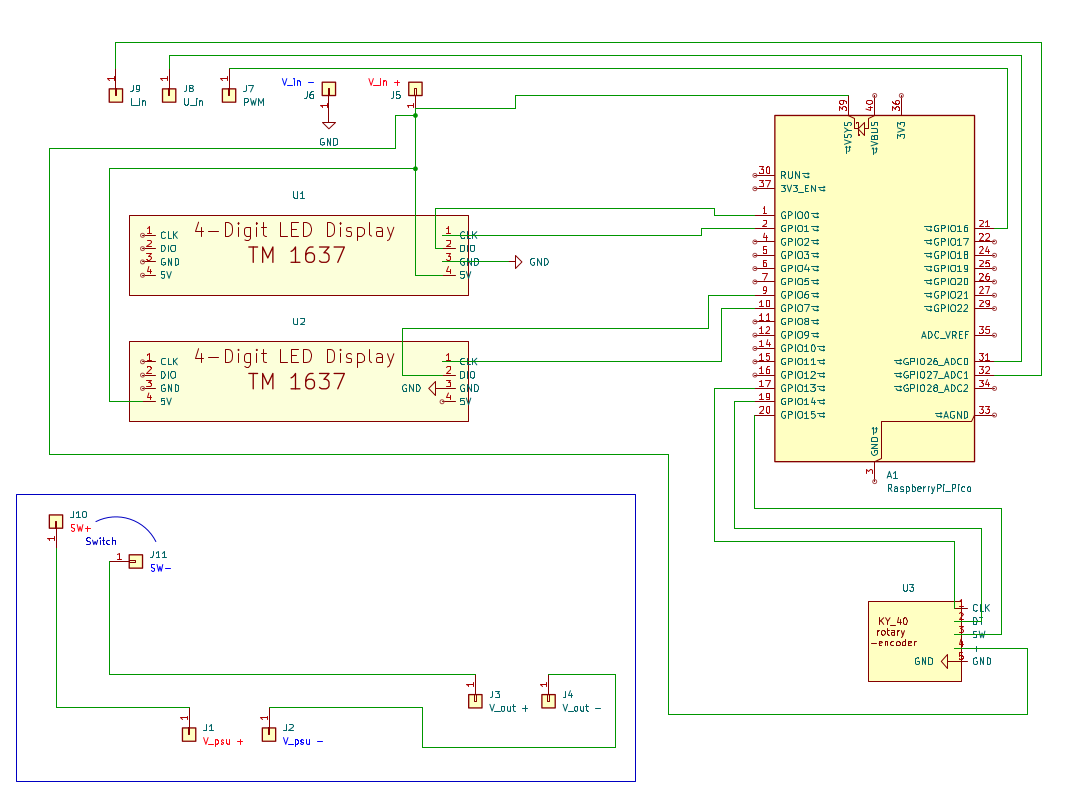 1
J9
I_in
1
J8
U_in
1
J7
PWM
V_in -
J6
1
GND
V_in +
J5
1
39
40
36
⇄VSYS
⇄VBUS
3V3
30 RUN⇄
37 3V3_EN⇄
1 GPIO0⇄
2 GPIO1⇄
4 GPIO2⇄
5 GPIO3⇄
6 GPIO4⇄
7 GPIO5⇄
9 GPIO6⇄
10 GPIO7⇄
11 GPIO8⇄
12 GPIO9⇄
14 GPIO10⇄
15 GPIO11⇄
16 GPIO12⇄
17 GPIO13⇄
19 GPIO14⇄
20 GPIO15⇄
⇄GPIO16 21
⇄GPIO17 22
⇄GPIO18 24
⇄GPIO19 25
⇄GPIO20 26
⇄GPIO21 27
⇄GPIO22 29
ADC_VREF 35
⇄GPIO26_ADC0 31
⇄GPIO27_ADC1 32
⇄GPIO28_ADC2 34
⇄AGND 33
GND⇄
3
A1
RaspberryPi_Pico
U1
4-Digit LED Display
TM 1637
1 CLK
2 DIO
3 GND
4 5V
1 CLK
2 DIO
3 GND
4 5V
GND
U2
4-Digit LED Display
TM 1637
1 CLK
2 DIO
3 GND
4 5V
1 CLK
2 DIO
GND 3 GND
4 5V
J10
SW+
1
Switch
1 J11
SW-
1
J3
V_out +
1
J4
V_out -
1
J1
V_psu +
1
J2
V_psu -
U3
KY_40
rotary
-encoder
1 CLK
2 DT
3 SW
4 +
GND 5 GND